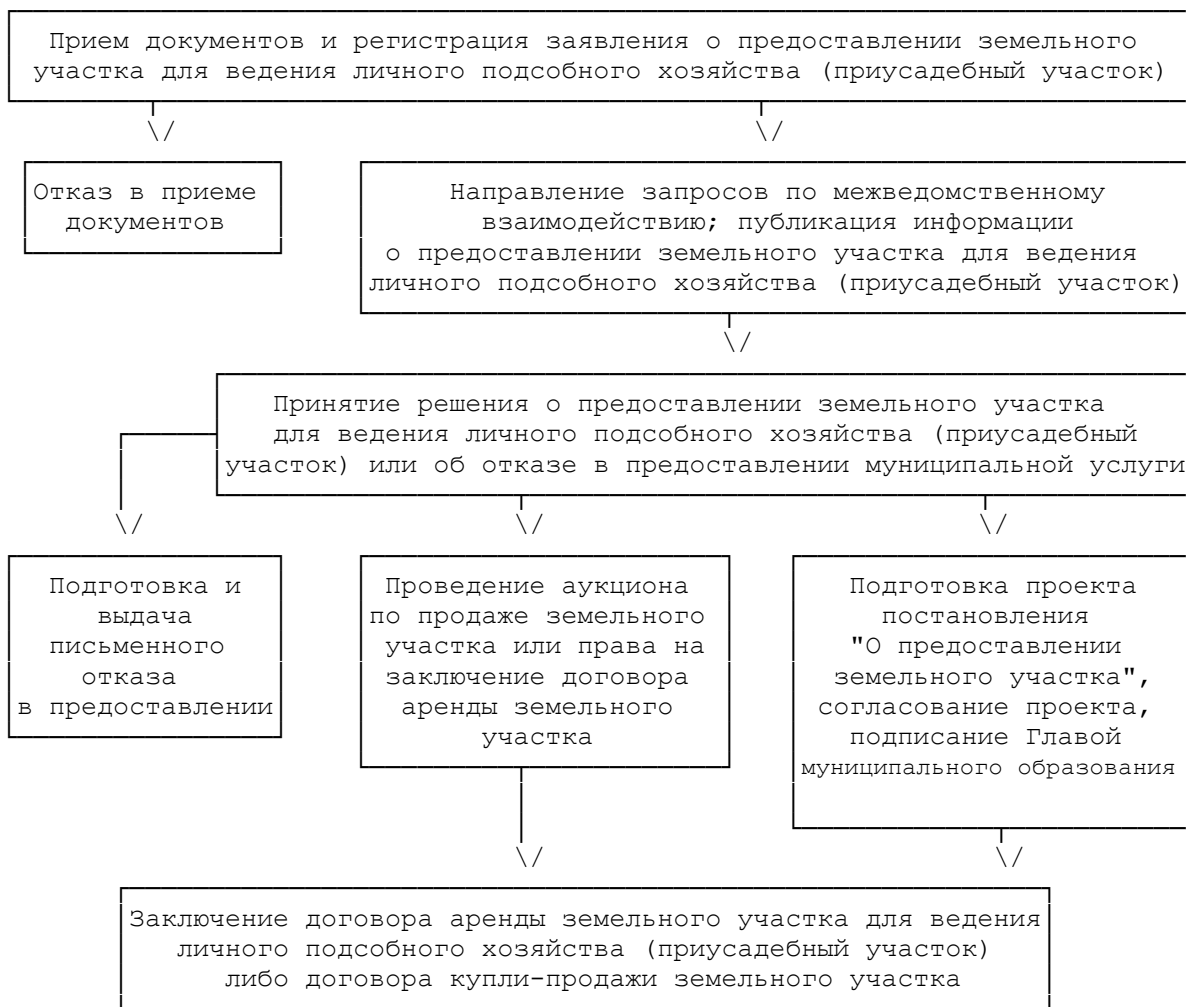 Прием документов и регистрация заявления о предоставлении земельного
участка для ведения личного подсобного хозяйства (приусадебный участок)
Отказ в приеме
документов
Направление запросов по межведомственному
взаимодействию; публикация информации
о предоставлении земельного участка для ведения
личного подсобного хозяйства (приусадебный участок)
Принятие решения о предоставлении земельного участка
для ведения личного подсобного хозяйства (приусадебный
участок) или об отказе в предоставлении муниципальной услуги
Подготовка и
выдача
письменного
отказа
в предоставлении
Проведение аукциона
по продаже земельного
участка или права на
заключение договора
аренды земельного
участка
Подготовка проекта
постановления
"О предоставлении
земельного участка",
согласование проекта,
подписание Главой
муниципального образования
Заключение договора аренды земельного участка для ведения
личного подсобного хозяйства (приусадебный участок)
либо договора купли-продажи земельного участка